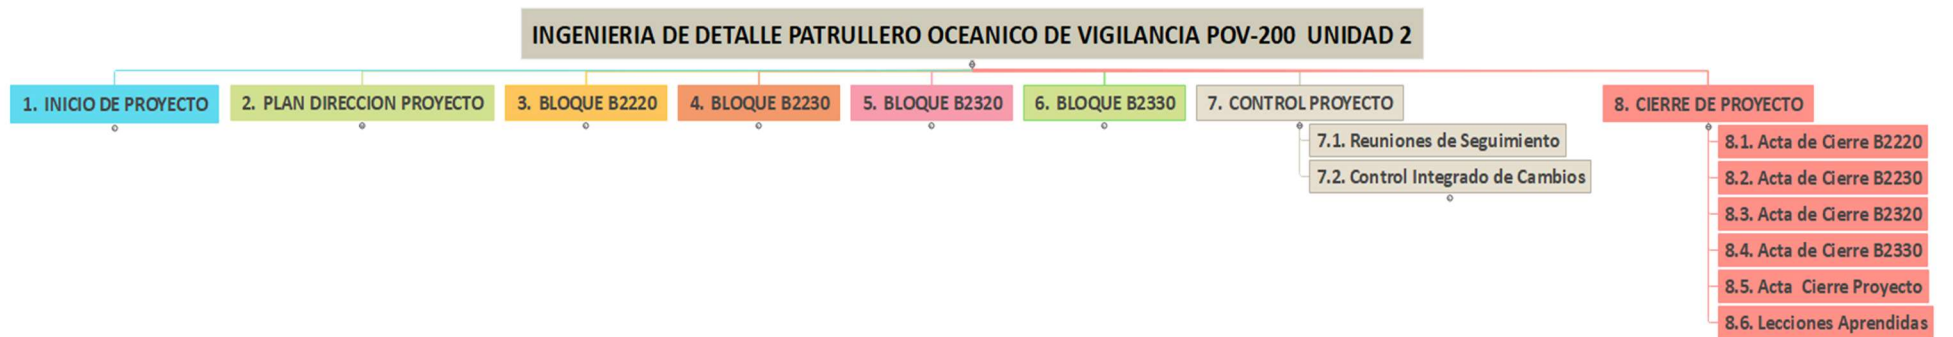 INGENIERIA DE DETALLE PATRULLERO OCEANICO DE VIGILANCIA POV-200 UNIDAD 2
1. INICIO DE PROYECTO
2. PLAN DIRECCION PROYECTO
3. BLOQUE B2220
4. BLOQUE B2230
5. BLOQUE B2320
6. BLOQUE B2330
7. CONTROL PROYECTO
7.1. Reuniones de Seguimiento
7.2. Control Integrado de Cambios
8. CIERRE DE PROYECTO
8.1. Acta de Cierre B2220
8.2. Acta de Cierre B2230
8.3. Acta de Cierre B2320
8.4. Acta de Cierre B2330
8.5. Acta Cierre Proyecto
8.6. Lecciones Aprendidas